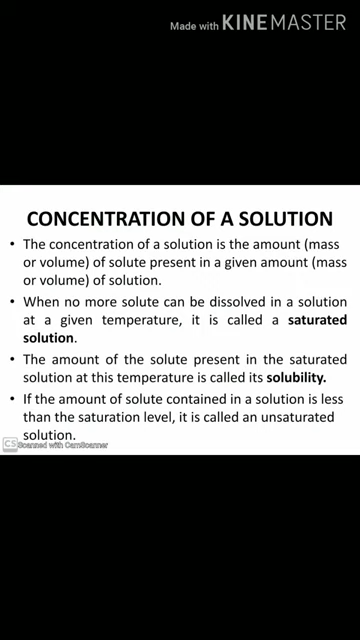 Made with KINEMASTER
CONCENTRATION OF A SOLUTION
• The concentration of a solution is the amount (mass
or volume) of solute present in a given amount (mass
or volume) of solution.
• When no more solute can be dissolved in a solution
at a given temperature, it is called a saturated
solution.
• The amount of the solute present in the saturated
solution at this temperature is called its solubility.
• If the amount of solute contained in a solution is less
than the saturation level, it is called an unsaturated
solution.
CS Scanned with CamScanner